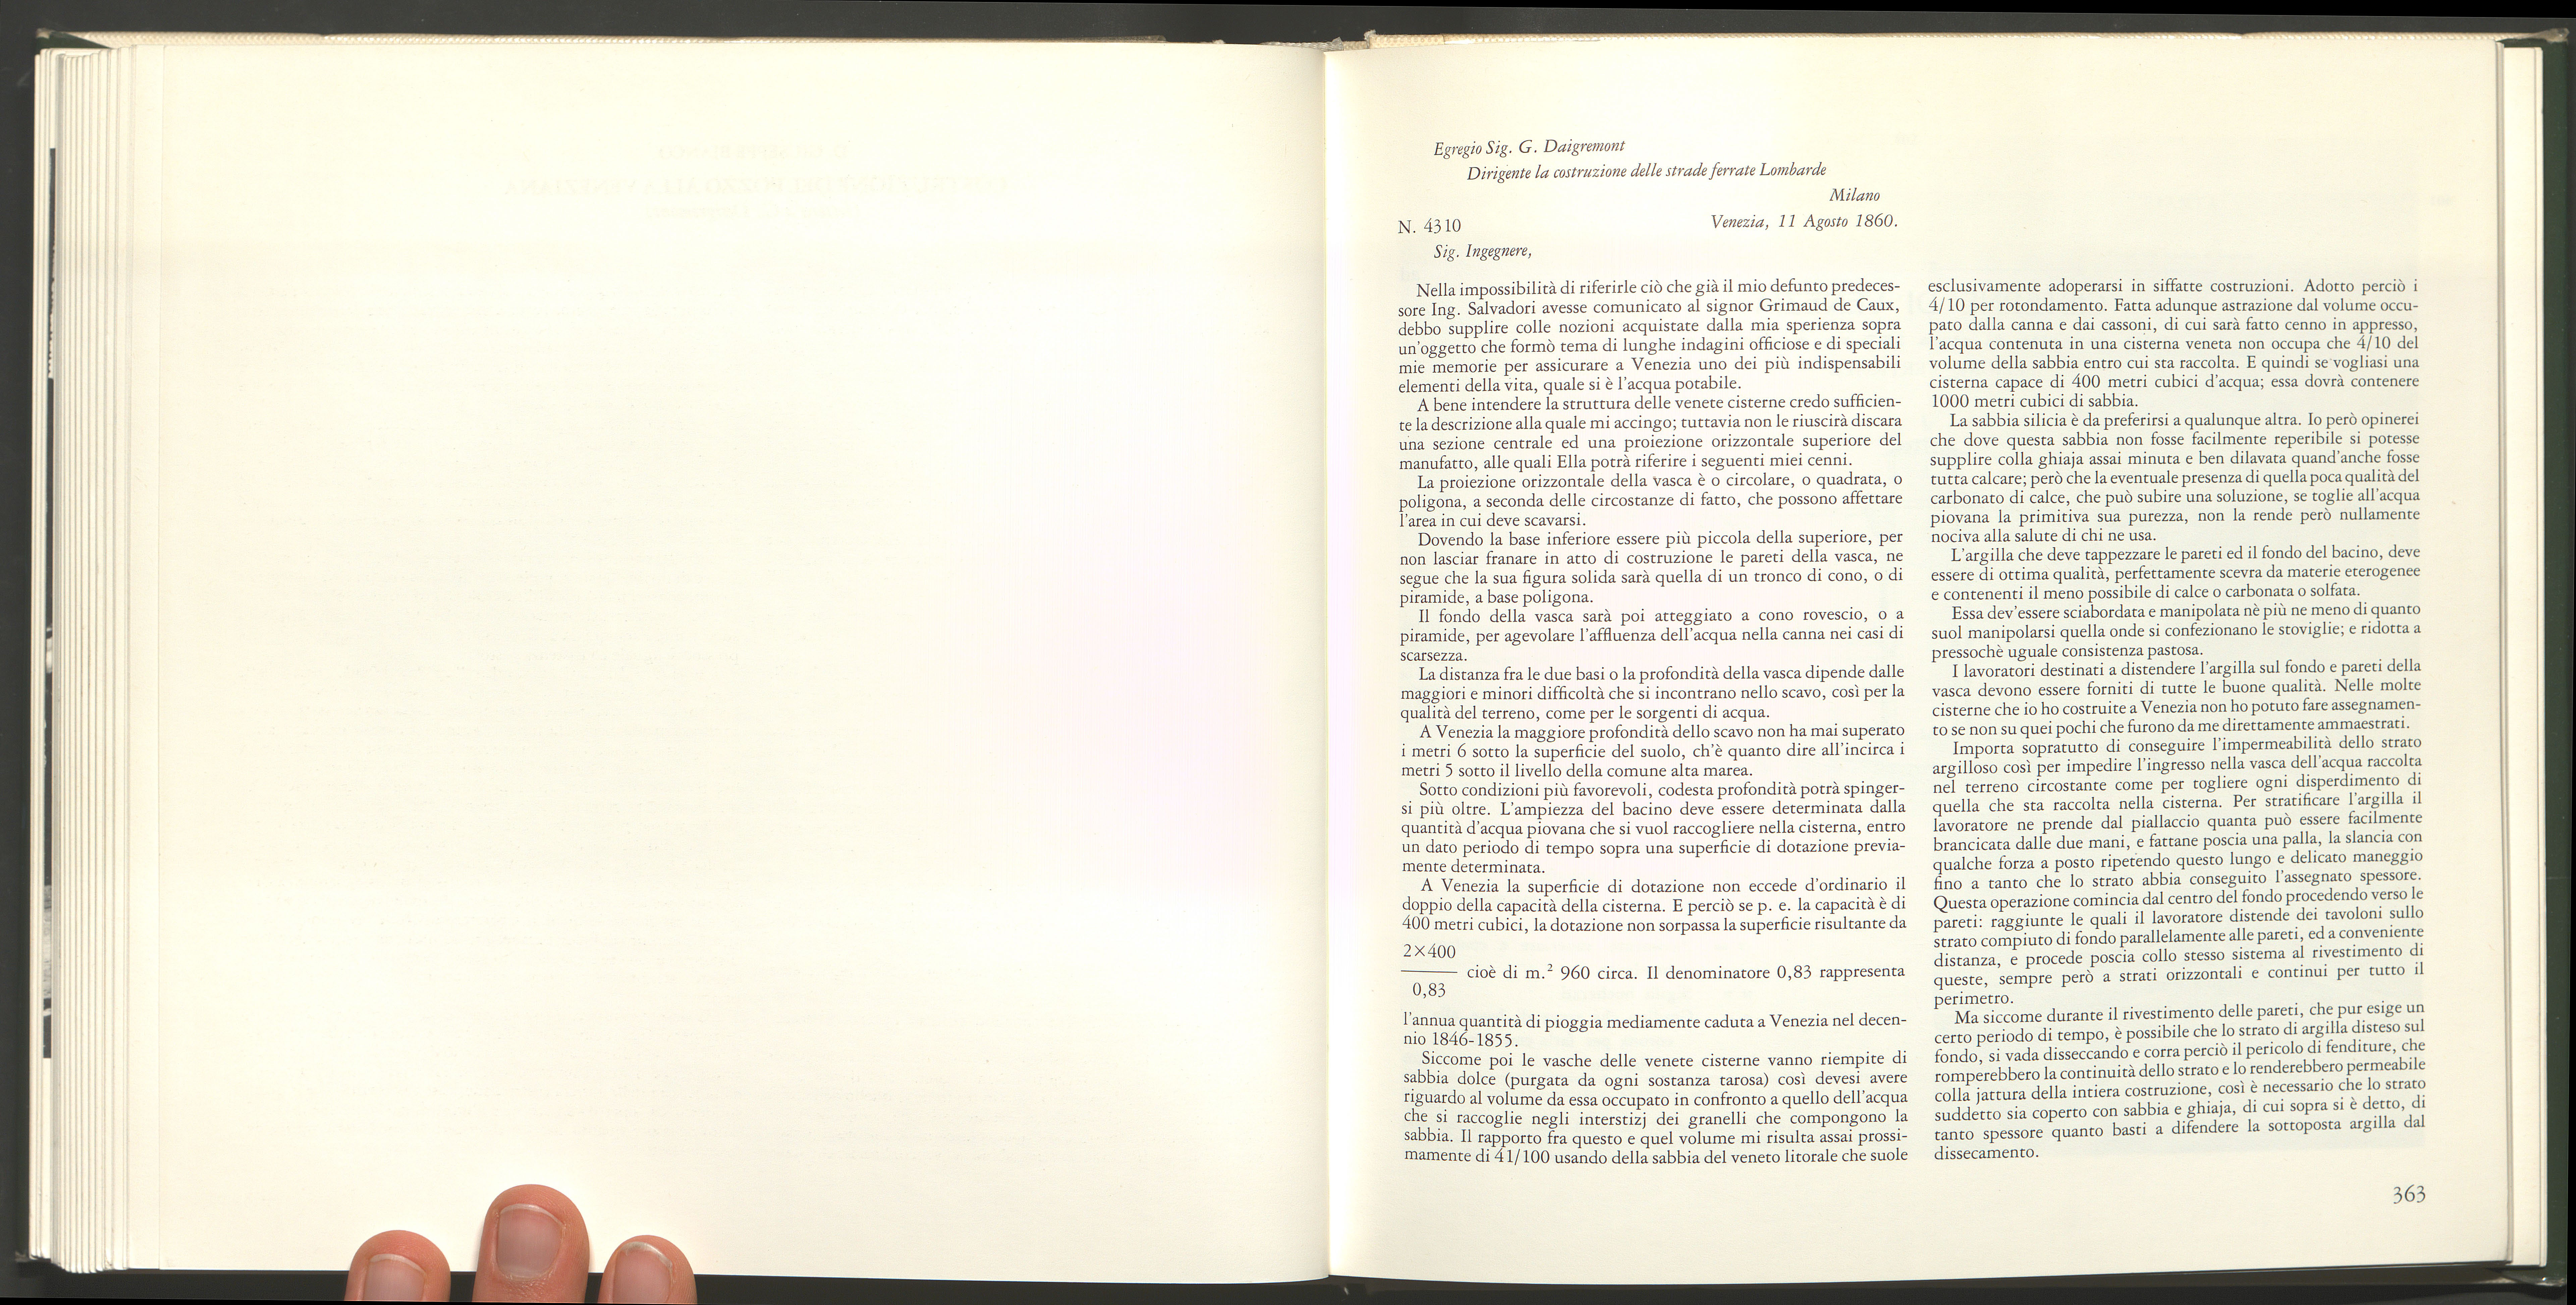 Egregio Sig. G. Daigremont
Dirigente la costruzione delle strade ferrate Lombarde
Milano
N. 4310
Venezia, 11 Agosto 1860.
Sig. Ingegnere,
Nella impossibilità di riferirle ciò che già il mio defunto predeces-
sore Ing. Salvadori avesse comunicato al signor Grimaud de Caux,
debbo supplire colle nozioni acquistate dalla mia sperienza sopra
un'oggetto che formò tema di lunghe indagini officiose e di speciali
mie memorie per assicurare a Venezia uno dei più indispensabili
elementi della vita, quale si è l'acqua potabile.
A bene intendere la struttura delle venete cisterne credo sufficien-
te la descrizione alla quale mi accingo; tuttavia non le riuscirà discara
una sezione centrale ed una proiezione orizzontale superiore del
manufatto, alle quali Ella potrà riferire i seguenti miei cenni.
La proiezione orizzontale della vasca è o circolare, o quadrata, o
poligona, a seconda delle circostanze di fatto, che possono affettare
l'area in cui deve scavarsi.
Dovendo la base inferiore essere più piccola della superiore, per
non lasciar franare in atto di costruzione le pareti della vasca, ne
segue che la sua figura solida sarà quella di un tronco di cono, o di
piramide, a base poligona.
Il fondo della vasca sarà poi atteggiato a cono rovescio, o a
piramide, per agevolare l'affluenza dell'acqua nella canna nei casi di
scarsezza.
La distanza fra le due basi o la profondità della vasca dipende dalle
maggiori e minori difficoltà che si incontrano nello scavo, così per la
qualità del terreno, come per le sorgenti di acqua.
A Venezia la maggiore profondità dello scavo non ha mai superato
i metri 6 sotto la superficie del suolo, ch'è quanto dire all'incirca i
metri 5 sotto il livello della comune alta marea.
Sotto condizioni più favorevoli, codesta profondità potrà spinger-
si più oltre. L'ampiezza del bacino deve essere determinata dalla
quantità d'acqua piovana che si vuol raccogliere nella cisterna, entro
un dato periodo di tempo sopra una superficie di dotazione previa-
mente determinata.
A Venezia la superficie di dotazione non eccede d'ordinario il
doppio della capacità della cisterna. E perciò se p. e. la capacità è di
400 metri cubici, la dotazione non sorpassa la superficie risultante da
2×400
cioè di m.² 960 circa. Il denominatore 0,83 rappresenta
0,83
l'annua quantità di pioggia mediamente caduta a Venezia nel decen-
nio 1846-1855.
Siccome poi le vasche delle venete cisterne vanno riempite di
sabbia dolce (purgata da ogni sostanza tarosa) così devesi avere
riguardo al volume da essa occupato in confronto a quello dell'acqua
che si raccoglie negli interstizj dei granelli che compongono la
sabbia. Il rapporto fra questo e quel volume mi risulta assai prossi-
mamente di 41/100 usando della sabbia del veneto litorale che suole
esclusivamente adoperarsi in siffatte costruzioni. Adotto perciò i
4/10 per rotondamento. Fatta adunque astrazione dal volume occu-
pato dalla canna e dai cassoni, di cui sarà fatto cenno in appresso,
l'acqua contenuta in una cisterna veneta non occupa che 4/10 del
volume della sabbia entro cui sta raccolta. E quindi se vogliasi una
cisterna capace di 400 metri cubici d'acqua; essa dovrà contenere
1000 metri cubici di sabbia.
La sabbia silicia è da preferirsi a qualunque altra. Io però opinerei
che dove questa sabbia non fosse facilmente reperibile si potesse
supplire colla ghiaja assai minuta e ben dilavata quand'anche fosse
tutta calcare; però che la eventuale presenza di quella poca qualità del
carbonato di calce, che può subire una soluzione, se toglie all'acqua
piovana la primitiva sua purezza, non la rende però nullamente
nociva alla salute di chi ne usa.
L'argilla che deve tappezzare le pareti ed il fondo del bacino, deve
essere di ottima qualità, perfettamente scevra da materie eterogenee
e contenenti il meno possibile di calce o carbonata o solfata.
Essa dev'essere sciabordata e manipolata nè più ne meno di quanto
suol manipolarsi quella onde si confezionano le stoviglie; e ridotta a
pressochè uguale consistenza pastosa.
I lavoratori destinati a distendere l'argilla sul fondo e pareti della
vasca devono essere forniti di tutte le buone qualità. Nelle molte
cisterne che io ho costruite a Venezia non ho potuto fare assegnamen-
to se non su quei pochi che furono da me direttamente ammaestrati.
Importa sopratutto di conseguire l'impermeabilità dello strato
argilloso così per impedire l'ingresso nella vasca dell'acqua raccolta
nel terreno circostante come per togliere ogni disperdimento di
quella che sta raccolta nella cisterna. Per stratificare l'argilla il
lavoratore ne prende dal piallaccio quanta può essere facilmente
brancicata dalle due mani, e fattane poscia una palla, la slancia con
qualche forza a posto ripetendo questo lungo e delicato maneggio
fino a tanto che lo strato abbia conseguito l'assegnato spessore.
Questa operazione comincia dal centro del fondo procedendo verso le
pareti: raggiunte le quali il lavoratore distende dei tavoloni sullo
strato compiuto di fondo parallelamente alle pareti, ed a conveniente
distanza, e procede poscia collo stesso sistema al rivestimento di
queste, sempre però a strati orizzontali e continui per tutto il
perimetro.
Ma siccome durante il rivestimento delle pareti, che pur esige un
certo periodo di tempo, è possibile che lo strato di argilla disteso sul
fondo, si vada disseccando e corra perciò il pericolo di fenditure, che
romperebbero la continuità dello strato e lo renderebbero permeabile
colla jattura della intiera costruzione, così è necessario che lo strato
suddetto sia coperto con sabbia e ghiaja, di cui sopra si è detto, di
tanto spessore quanto basti a difendere la sottoposta argilla dal
dissecamento.
363